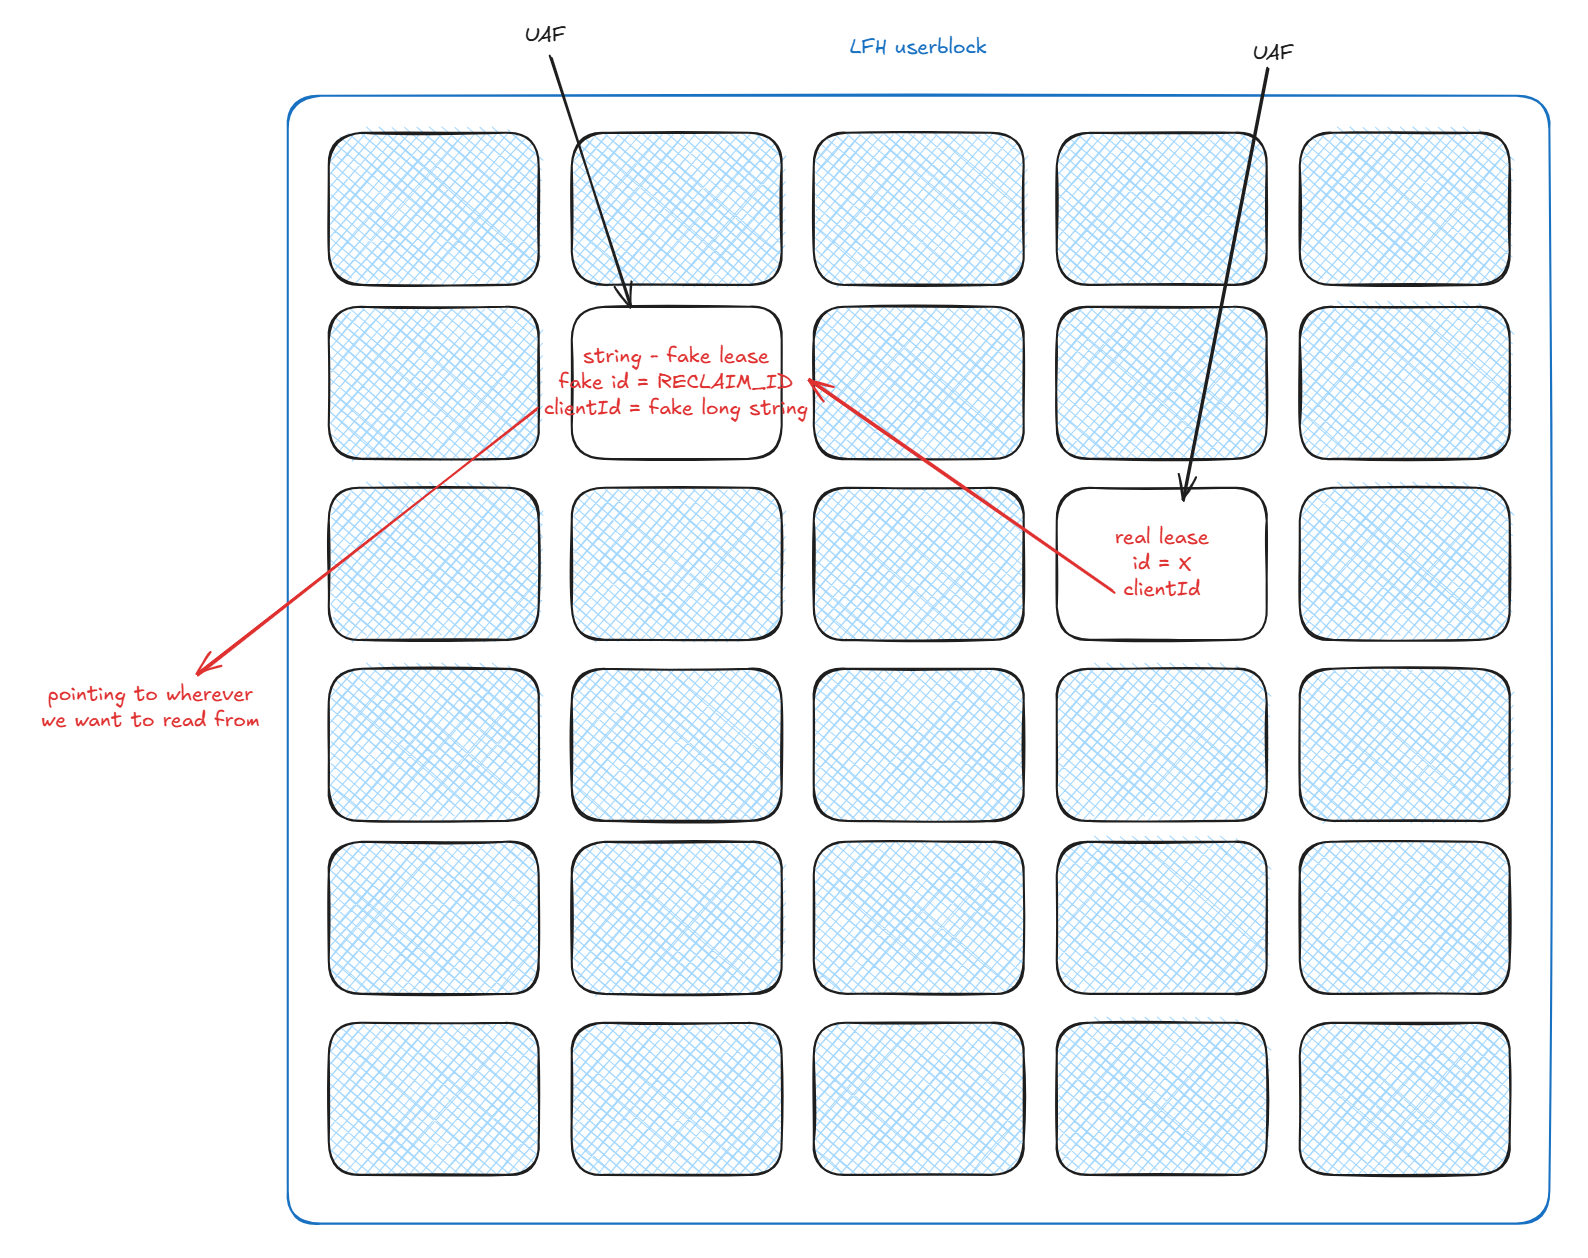 UAF
LFH userblock
UAF
string - fake lease
fake id = RECLAIM_ID
clientId = fake long string
real lease
id = X
clientId
pointing to wherever
we want to read from